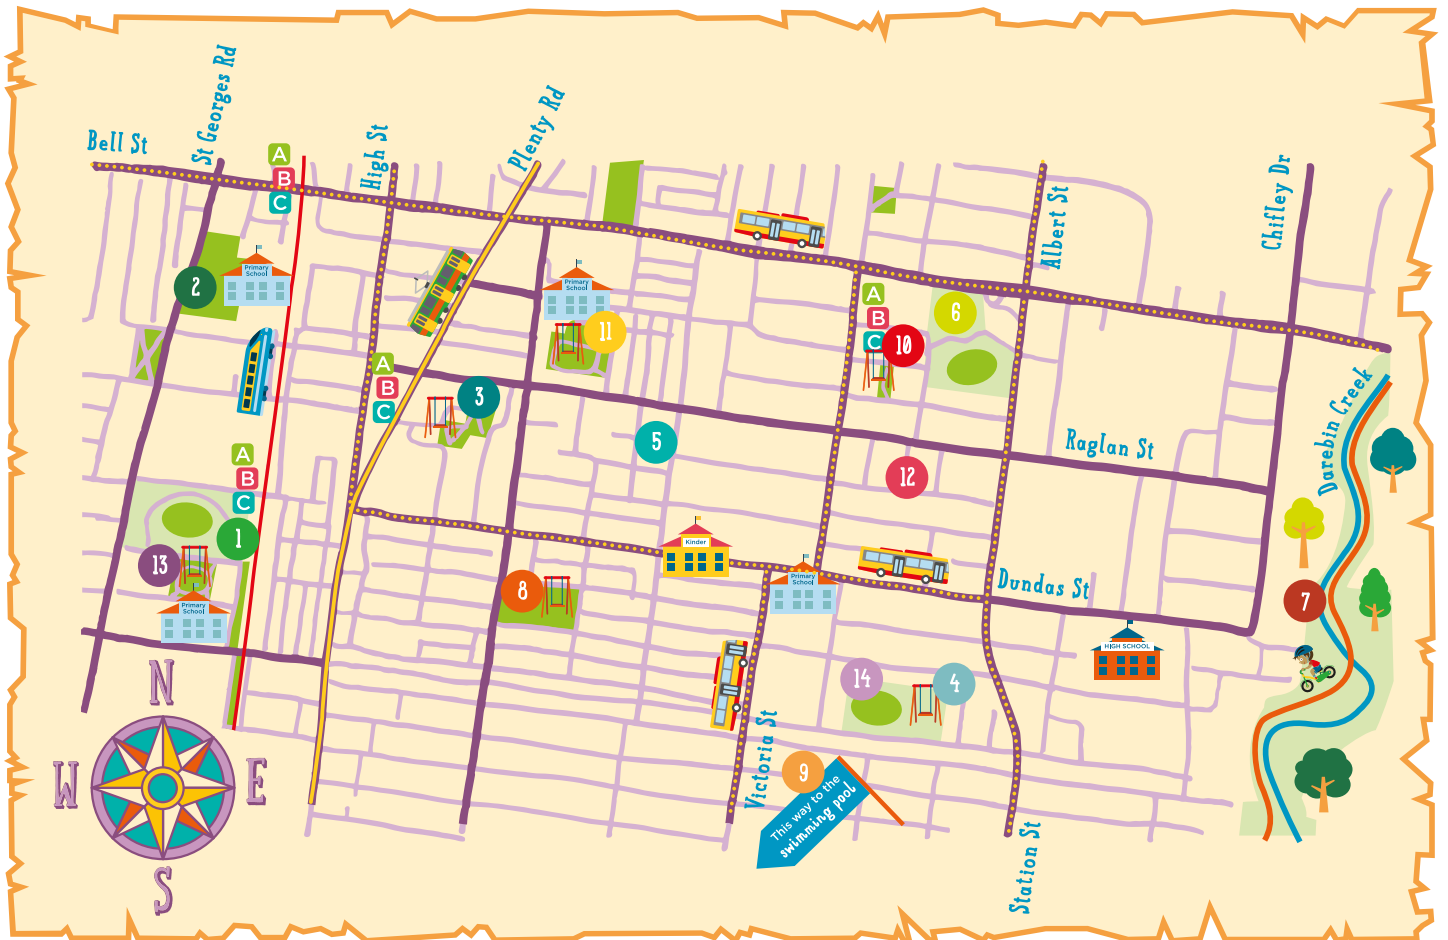 St Georges Rd
Plenty Rd
Bell St
High St
Chifley Dr
Albert St
A
B
C
Primary
School
2
Primary
School
11
A
B
C
10
6
A
B
C
3
Darebin Creek
5
Raglan St
12
A
B
C
1
13
Primary
School
Kinder
Primary
School
8
Dundas St
7
HIGH SCHOOL
14
4
N
W
E
S
Victoria St
9
This way to the
swimming pool
Station St